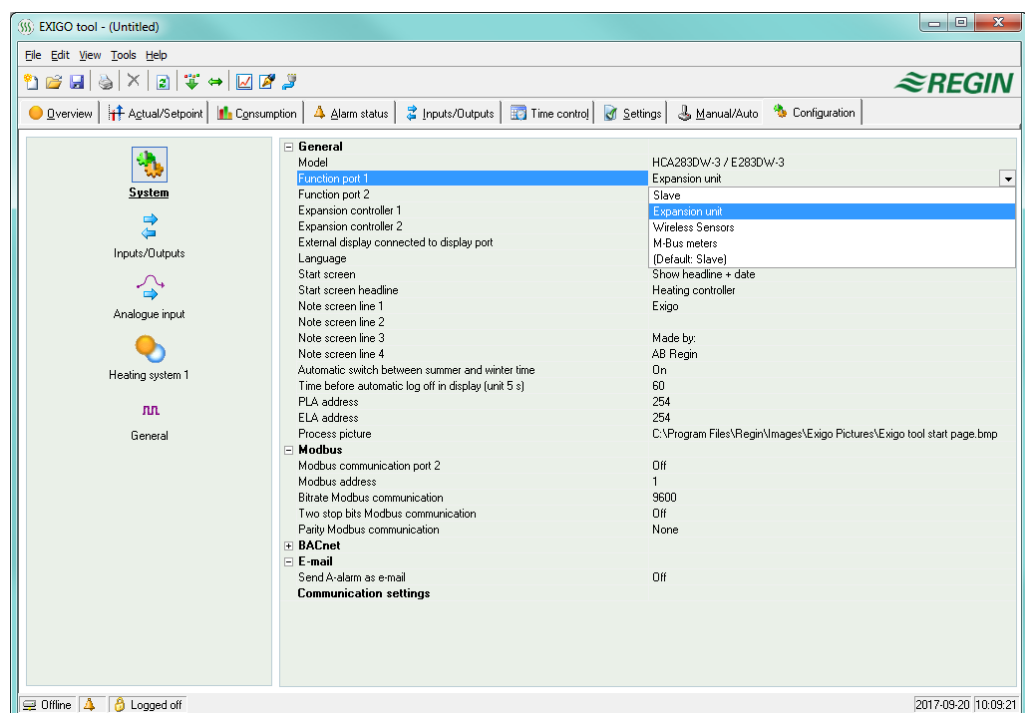 EXIGO tool - (Untitled)
File Edit View Tools Help
REGIN
Overview Actual/Setpoint Consumption Alarm status Inputs/Outputs Time control Settings Manual/Auto Configuration
System
Inputs/Outputs
Analogue input
Heating system 1
General
General
Model HCA283DW-3 / E283DW-3
Function port 1 Expansion unit
Function port 2 Slave
Expansion controller 1 Expansion unit
Expansion controller 2 Wireless Sensors
External display connected to display port M-Bus meters
Language (Default: Slave)
Start screen Show headline + date
Start screen headline Heating controller
Note screen line 1 Exigo
Note screen line 2
Note screen line 3 Made by:
Note screen line 4 AB Regin
Automatic switch between summer and winter time On
Time before automatic log off in display (unit 5 s) 60
PLA address 254
ELA address 254
Process picture C:\Program Files\Regin\Images\Exigo Pictures\Exigo tool start page.bmp
Modbus
Modbus communication port 2 Off
Modbus address 1
Bitrate Modbus communication 9600
Two stop bits Modbus communication Off
Parity Modbus communication None
BACnet
E-mail
Send A-alarm as e-mail Off
Communication settings
Offline Logged off 2017-09-20 10:09:21